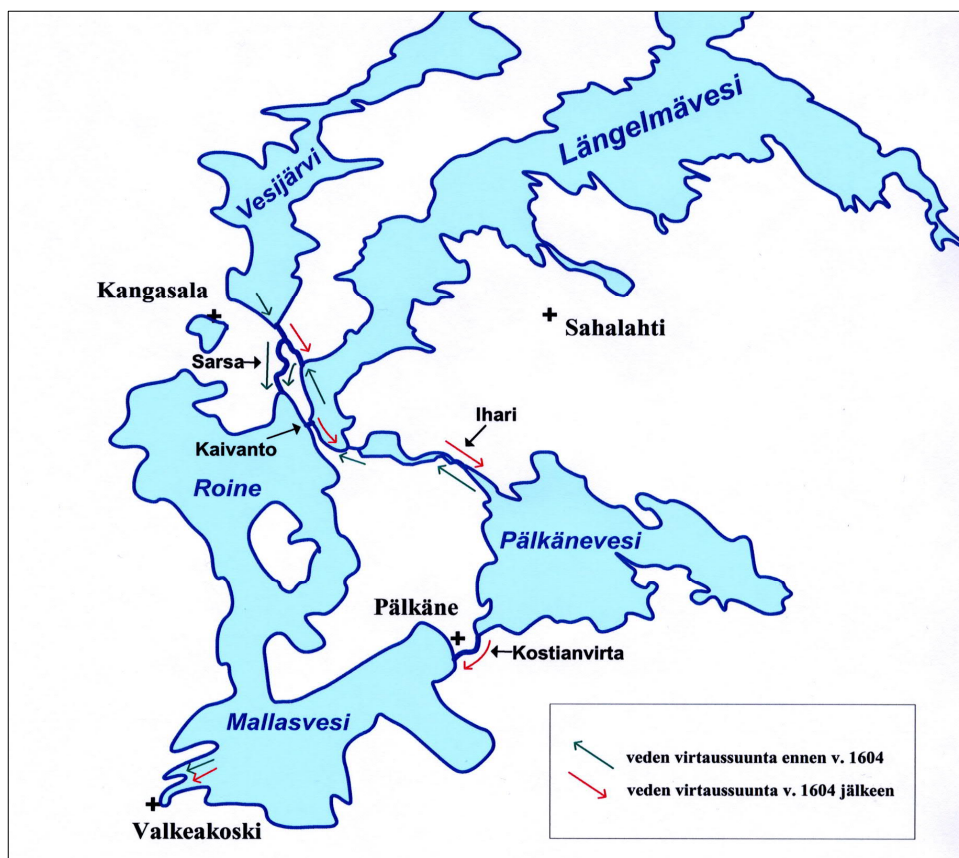 Längelmävesi
Vesijärvi
Kangasala
Sahalahti
Sarsa
Ihari
Kaivanto
Roine
Pälkänevesi
Pälkäne
Kostianvirta
Mallasvesi
veden virtaussuunta ennen v. 1604
veden virtaussuunta v. 1604 jälkeen
Valkeakoski